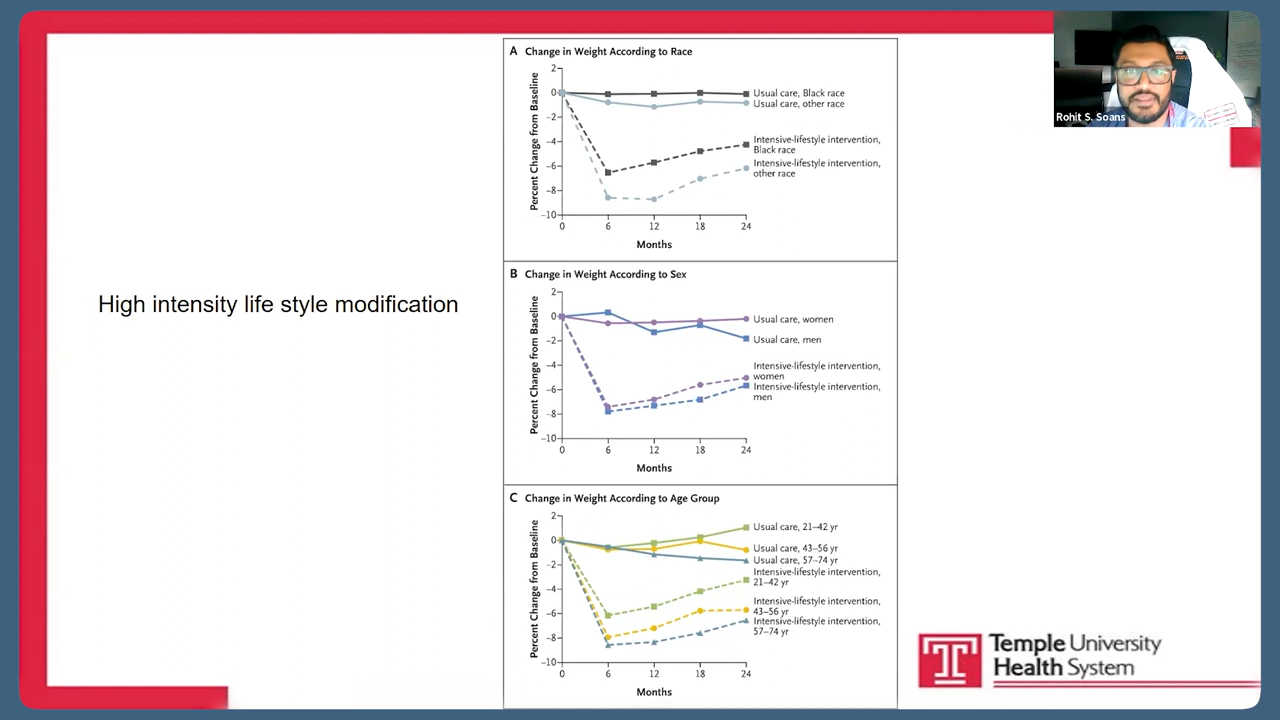 High intensity life style modification
A Change in Weight According to Race
Percent Change from Baseline
2
0
−2
−4
−6
−8
−10
0 6 12 18 24
Months
Usual care, Black race
Usual care, other race
Intensive-lifestyle intervention,
Black race
Intensive-lifestyle intervention,
other race
B Change in Weight According to Sex
Percent Change from Baseline
2
0
−2
−4
−6
−8
−10
0 6 12 18 24
Months
Usual care, women
Usual care, men
Intensive-lifestyle intervention,
women
Intensive-lifestyle intervention,
men
C Change in Weight According to Age Group
Percent Change from Baseline
2
0
−2
−4
−6
−8
−10
0 6 12 18 24
Months
Usual care, 21–42 yr
Usual care, 43–56 yr
Usual care, 57–74 yr
Intensive-lifestyle intervention,
21–42 yr
Intensive-lifestyle intervention,
43–56 yr
Intensive-lifestyle intervention,
57–74 yr
Rohit S. Soans
T
Temple University
Health System